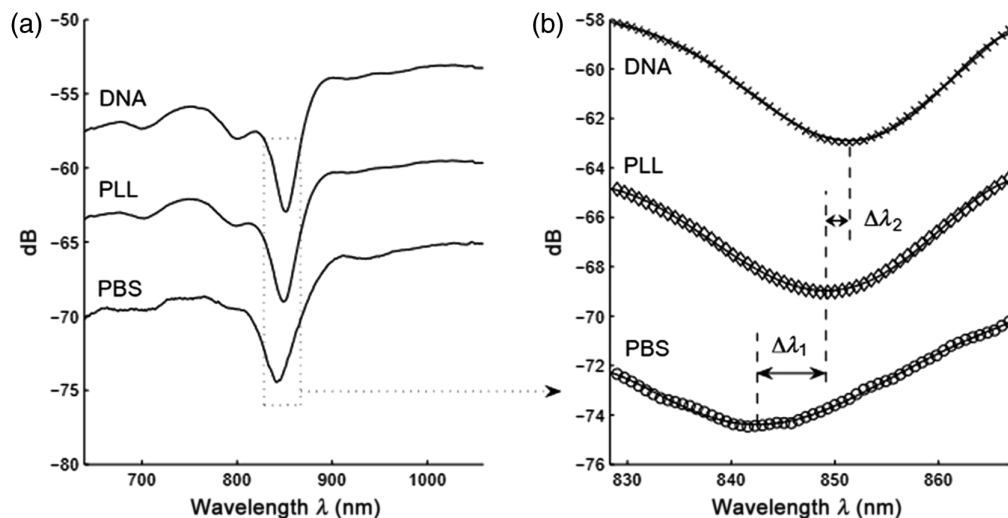 (a)
−50
−55
−60
−65
−70
−75
−80
dB
DNA
PLL
PBS
700 800 900 1000
Wavelength λ (nm)
(b)
−58
−60
−62
−64
−66
−68
−70
−72
−74
−76
dB
DNA
PLL
Δλ2
PBS
Δλ1
830 840 850 860
Wavelength λ (nm)